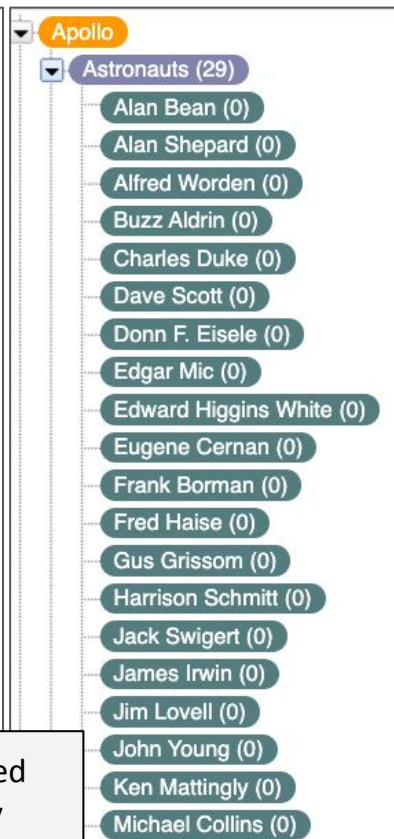 Apollo
Astronauts (29)
Alan Bean (0)
Alan Shepard (0)
Alfred Worden (0)
Buzz Aldrin (0)
Charles Duke (0)
Dave Scott (0)
Donn F. Eisele (0)
Edgar Mic (0)
Edward Higgins White (0)
Eugene Cernan (0)
Frank Borman (0)
Fred Haise (0)
Gus Grissom (0)
Harrison Schmitt (0)
Jack Swigert (0)
James Irwin (0)
Jim Lovell (0)
John Young (0)
Ken Mattingly (0)
Michael Collins (0)